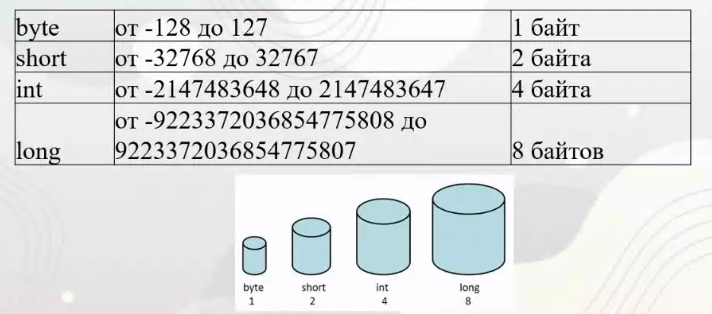 byte от -128 до 127 1 байт
short от -32768 до 32767 2 байта
int от -2147483648 до 2147483647 4 байта
от -9223372036854775808 до
long 9223372036854775807 8 байтов
byte short int long
1 2 4 8